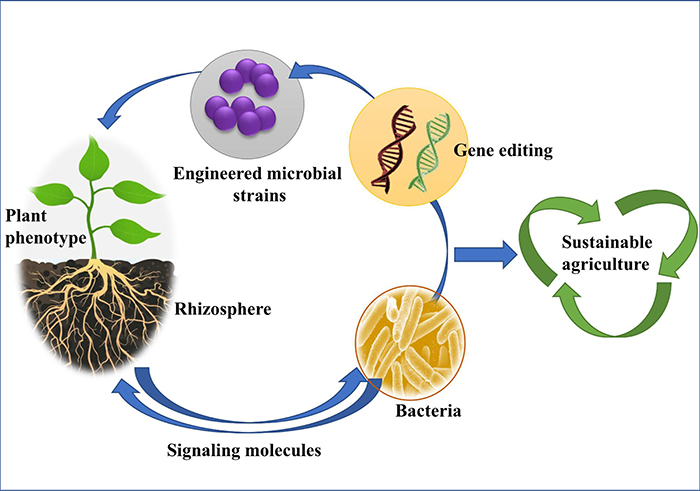 Engineered microbial
strains
Gene editing
Plant
phenotype
Sustainable
agriculture
Rhizosphere
Bacteria
Signaling molecules